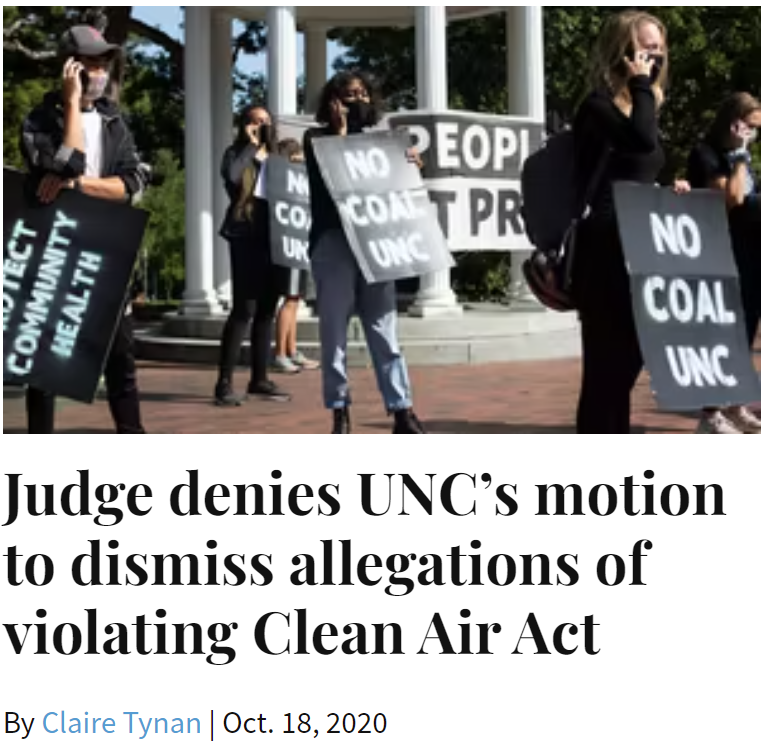 PEOPL
T PR
NO
COAL
UNC
NO
COAL
UNC
COMMUNITY
HEALTH
NO
COAL
UNC
Judge denies UNC’s motion
to dismiss allegations of
violating Clean Air Act
By Claire Tynan | Oct. 18, 2020